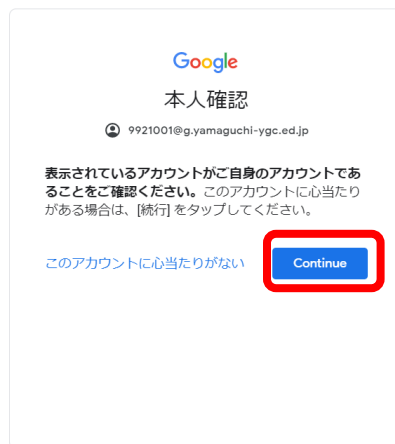 Google
本人確認
9921001@g.yamaguchi-ygc.ed.jp
表示されているアカウントがご自身のアカウントであ
ることをご確認ください。このアカウントに心当たり
がある場合は、[続行] をタップしてください。
このアカウントに心当たりがない
Continue